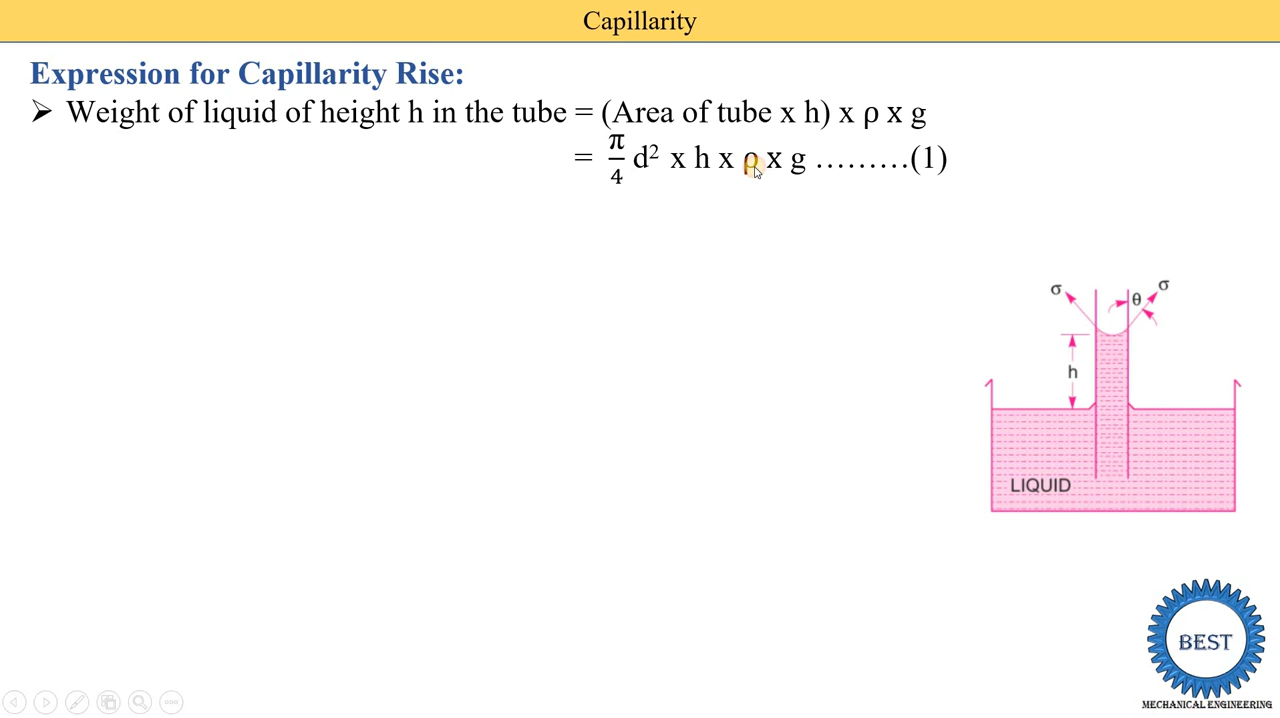 Capillarity
Expression for Capillarity Rise:
➢ Weight of liquid of height h in the tube = (Area of tube x h) x ρ x g
= π/4 d² x h x ρ x g ………(1)
σ θ σ
h
LIQUID
BEST
MECHANICAL ENGINEERING